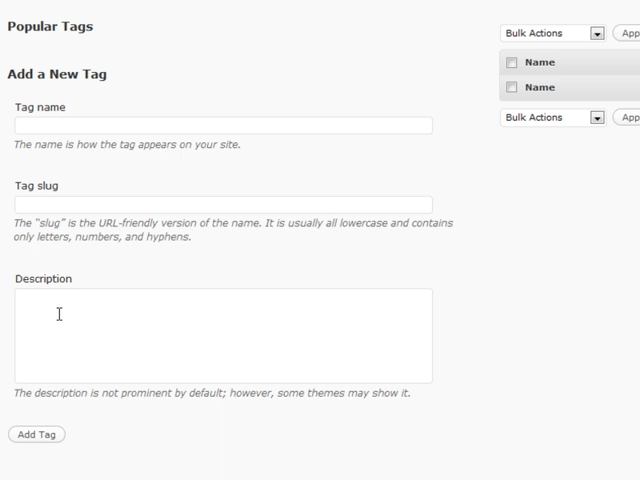 Popular Tags
Add a New Tag
Tag name
The name is how the tag appears on your site.
Tag slug
The “slug” is the URL-friendly version of the name. It is usually all lowercase and contains
only letters, numbers, and hyphens.
Description
The description is not prominent by default; however, some themes may show it.
Add Tag
Bulk Actions
App
Name
Name
Bulk Actions
App